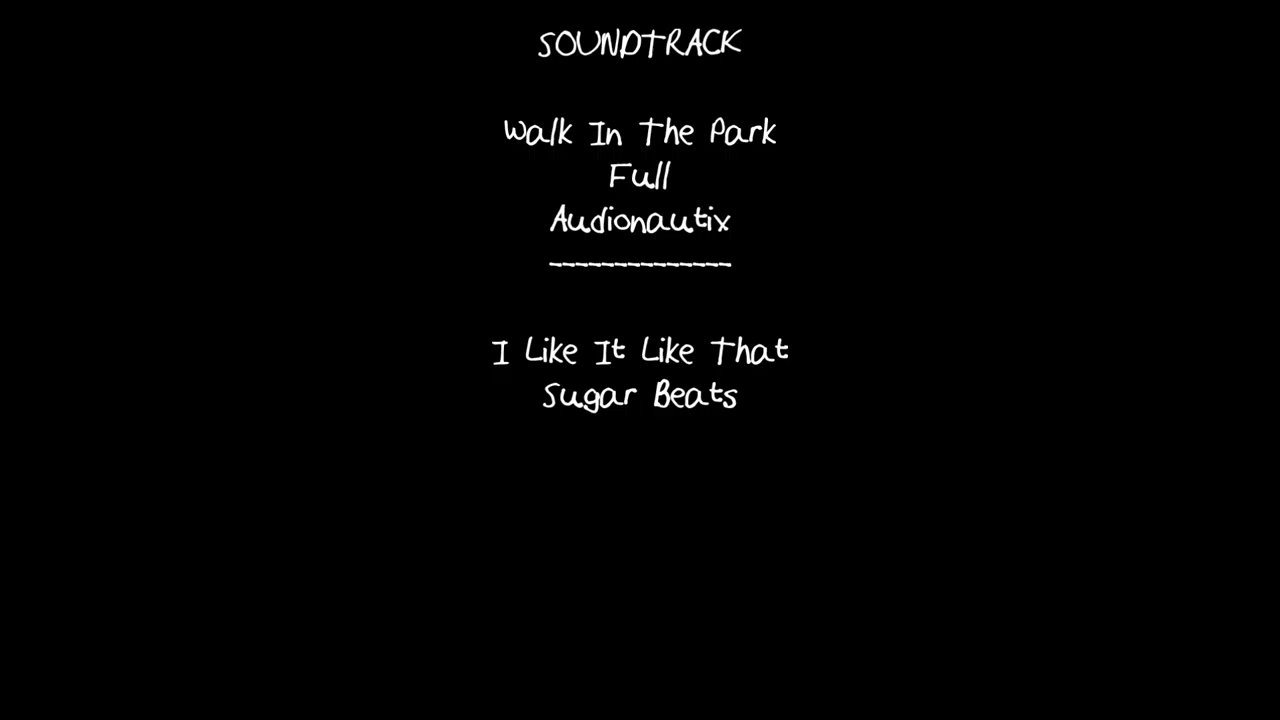 SOUNDTRACK
Walk In The Park
Full
Audionautix
--------------
I Like It Like That
Sugar Beats